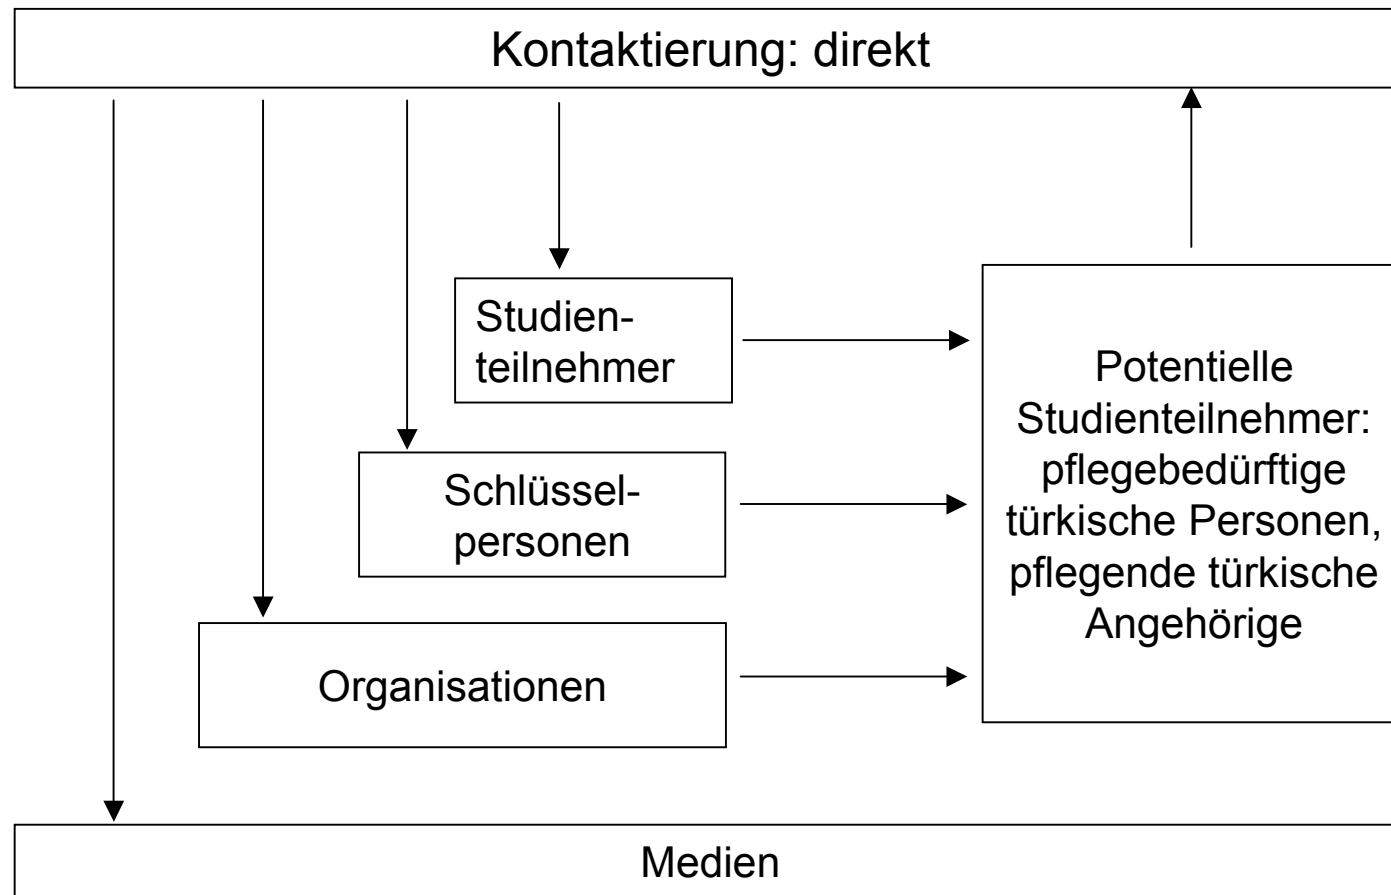 Kontaktierung: direkt
Studien-
teilnehmer
Schlüssel-
personen
Organisationen
Potentielle
Studienteilnehmer:
pflegebedürftige
türkische Personen,
pflegende türkische
Angehörige
Medien